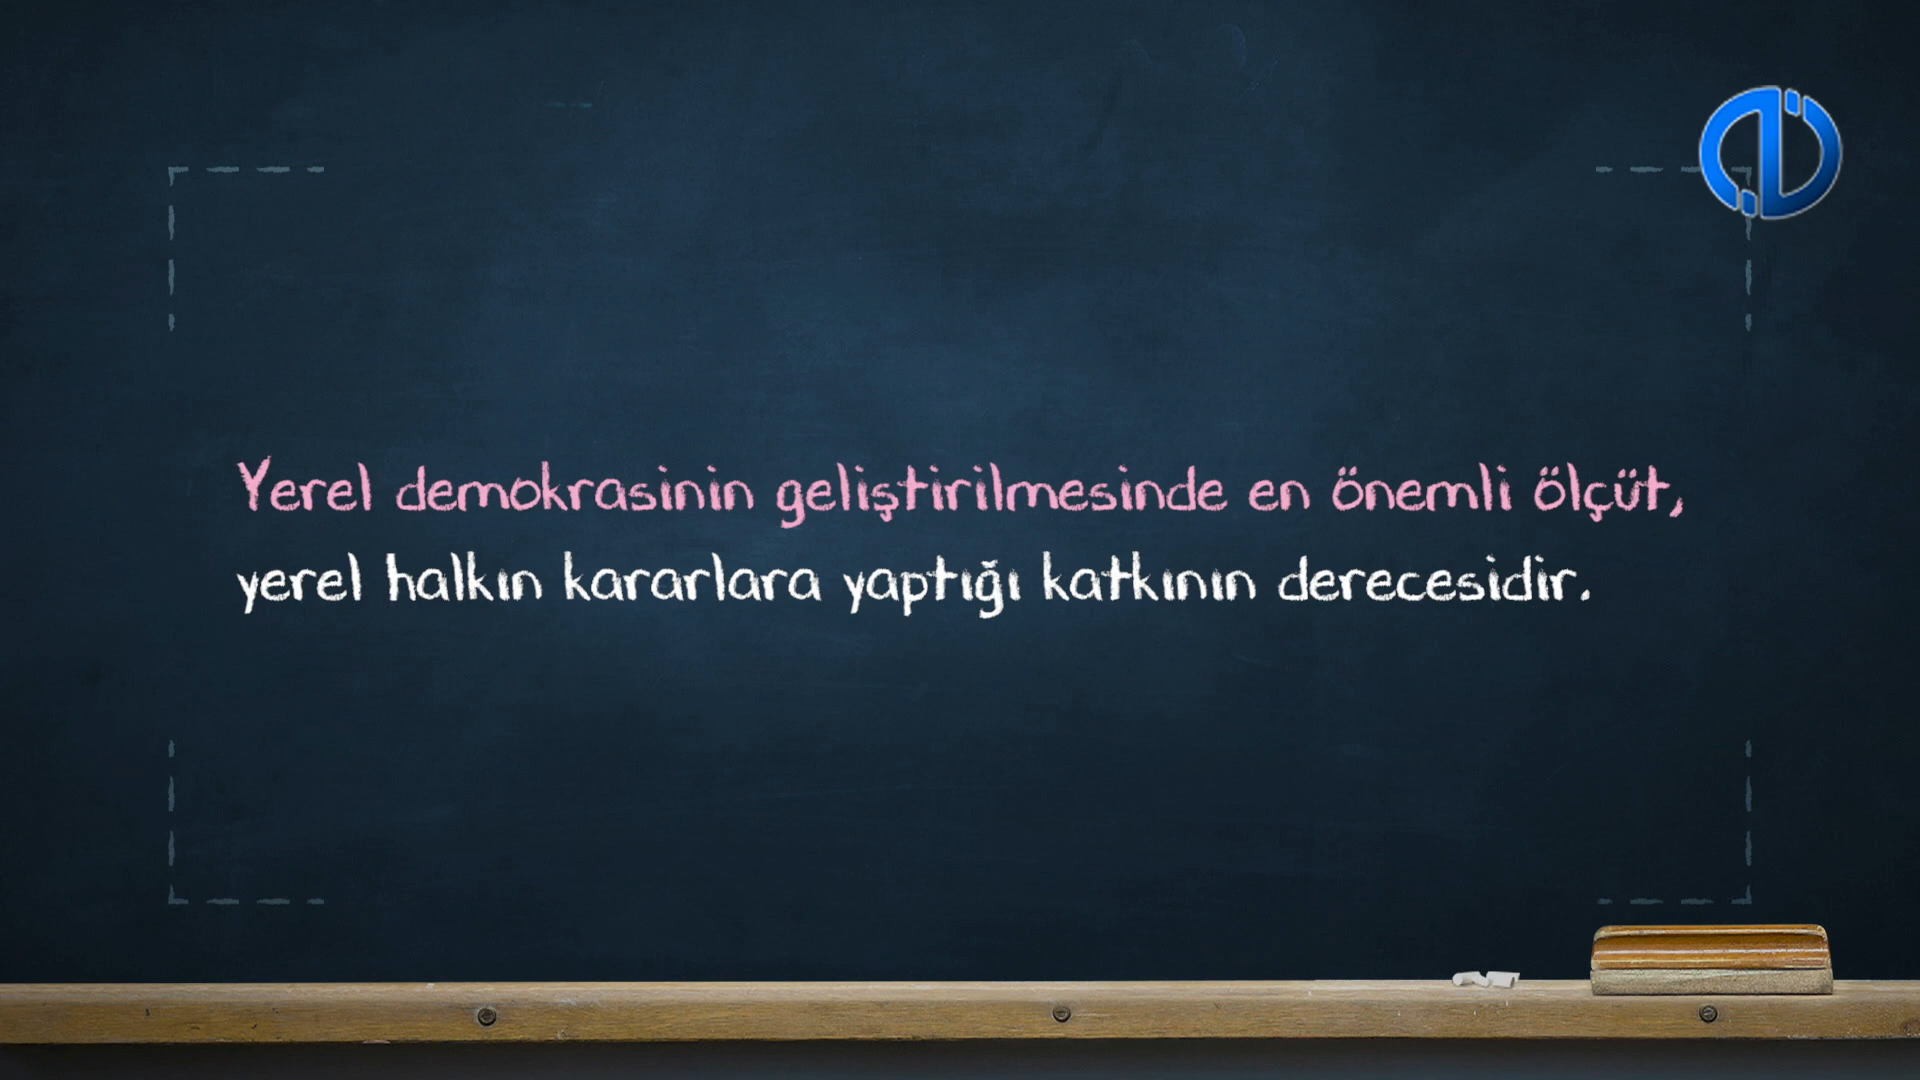 Yerel demokrasinin geliştirilmesinde en önemli ölçüt,
yerel halkın kararlara yaptığı katkının derecesidir.